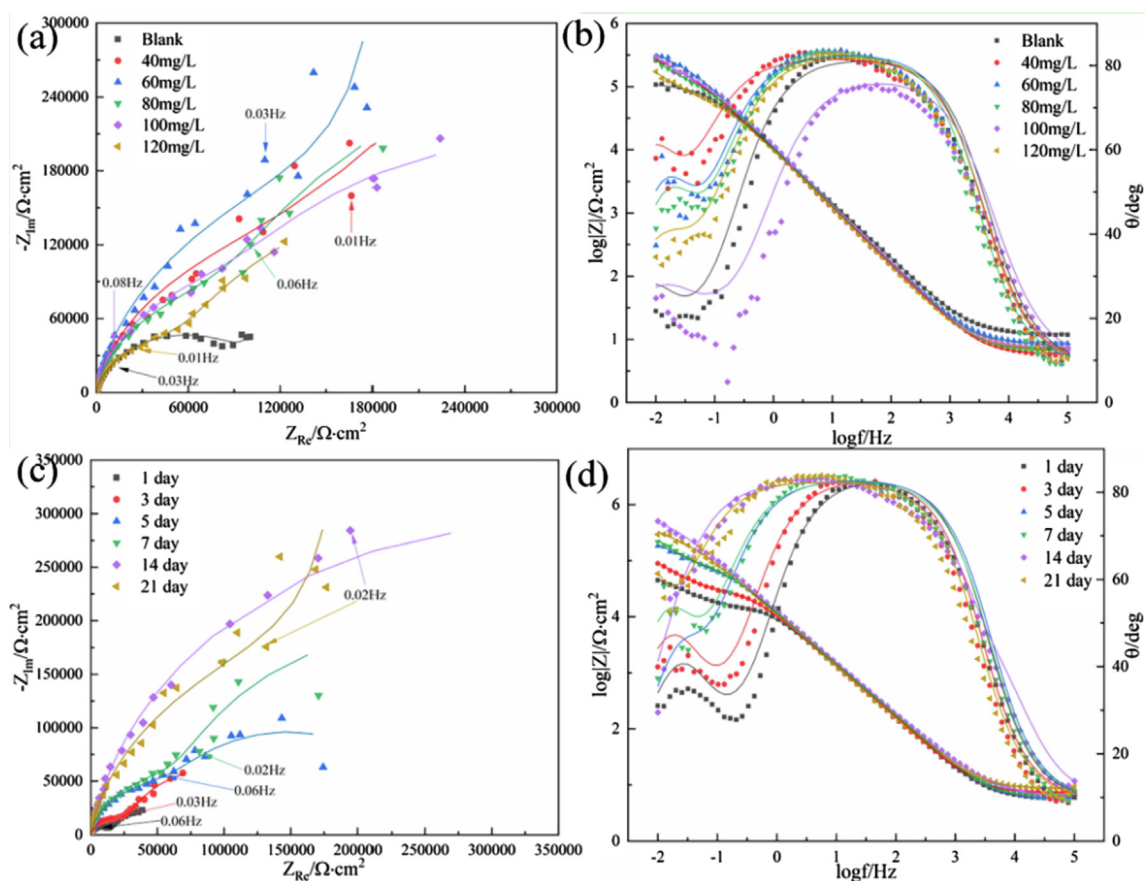 (a)
300000
240000
180000
120000
60000
0
-Z_Im/Ω·cm²
Blank
40mg/L
60mg/L
80mg/L
100mg/L
120mg/L
0.03Hz
0.08Hz
0.01Hz
0.06Hz
0.01Hz
0.03Hz
0 60000 120000 180000 240000 300000
Z_Re/Ω·cm²
(b)
6
5
4
3
2
1
0
log|Z|/Ω·cm²
Blank
40mg/L
60mg/L
80mg/L
100mg/L
120mg/L
80
60
40
20
0
θ/deg
-2 -1 0 1 2 3 4 5
logf/Hz
(c)
350000
300000
250000
200000
150000
100000
50000
0
-Z_Im/Ω·cm²
1 day
3 day
5 day
7 day
14 day
21 day
0.02Hz
0.02Hz
0.06Hz
0.03Hz
0.06Hz
0 50000 100000 150000 200000 250000 300000 350000
Z_Re/Ω·cm²
(d)
6
4
2
log|Z|/Ω·cm²
1 day
3 day
5 day
7 day
14 day
21 day
80
60
40
20
0
θ/deg
-2 -1 0 1 2 3 4 5
logf/Hz